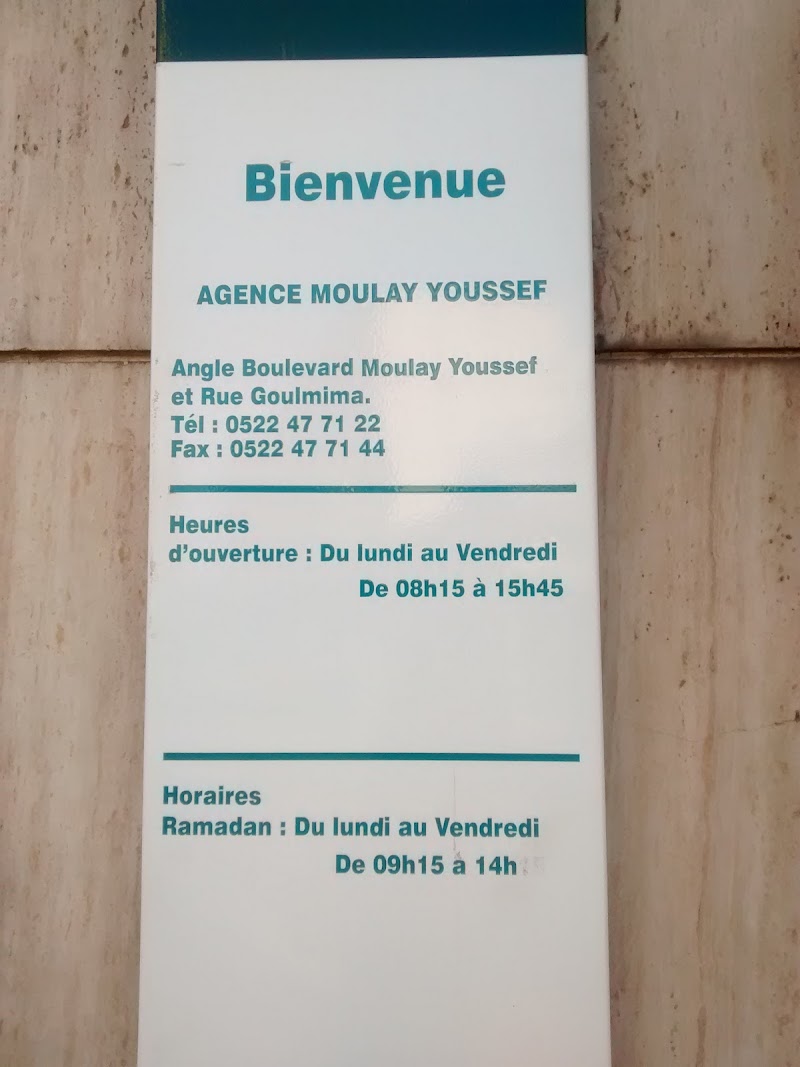 Bienvenue
AGENCE MOULAY YOUSSEF
Angle Boulevard Moulay Youssef
et Rue Goulmima.
Tél : 0522 47 71 22
Fax : 0522 47 71 44
Heures
d'ouverture : Du lundi au Vendredi
De 08h15 à 15h45
Horaires
Ramadan : Du lundi au Vendredi
De 09h15 à 14h